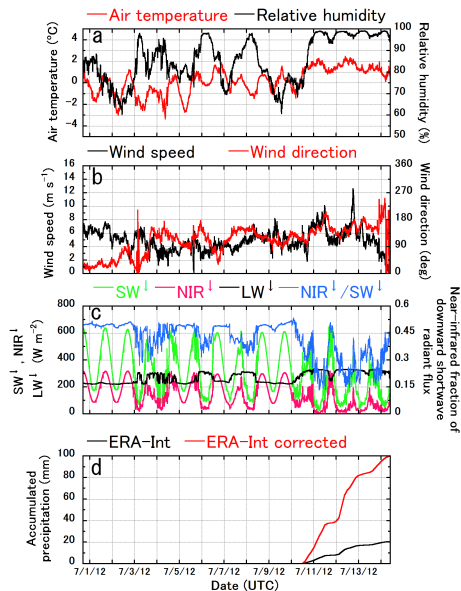 Air temperature Relative humidity
a
Air temperature (°C)
4
2
0
−2
−4
Relative humidity (%)
100
90
80
70
60
50
Wind speed Wind direction
b
Wind speed (m s⁻¹)
16
14
12
10
8
6
4
2
0
Wind direction (deg)
360
270
180
90
0
SW↓ NIR↓ LW↓ NIR↓/SW↓
c
SW↓, NIR↓
LW↓ (W m⁻²)
800
600
400
200
0
Near-infrared fraction of
downward shortwave
radiant flux
0.6
0.45
0.3
0.15
0
ERA-Int ERA-Int corrected
d
Accumulated
precipitation (mm)
100
80
60
40
20
0
7/1/12 7/3/12 7/5/12 7/7/12 7/9/12 7/11/12 7/13/12
Date (UTC)